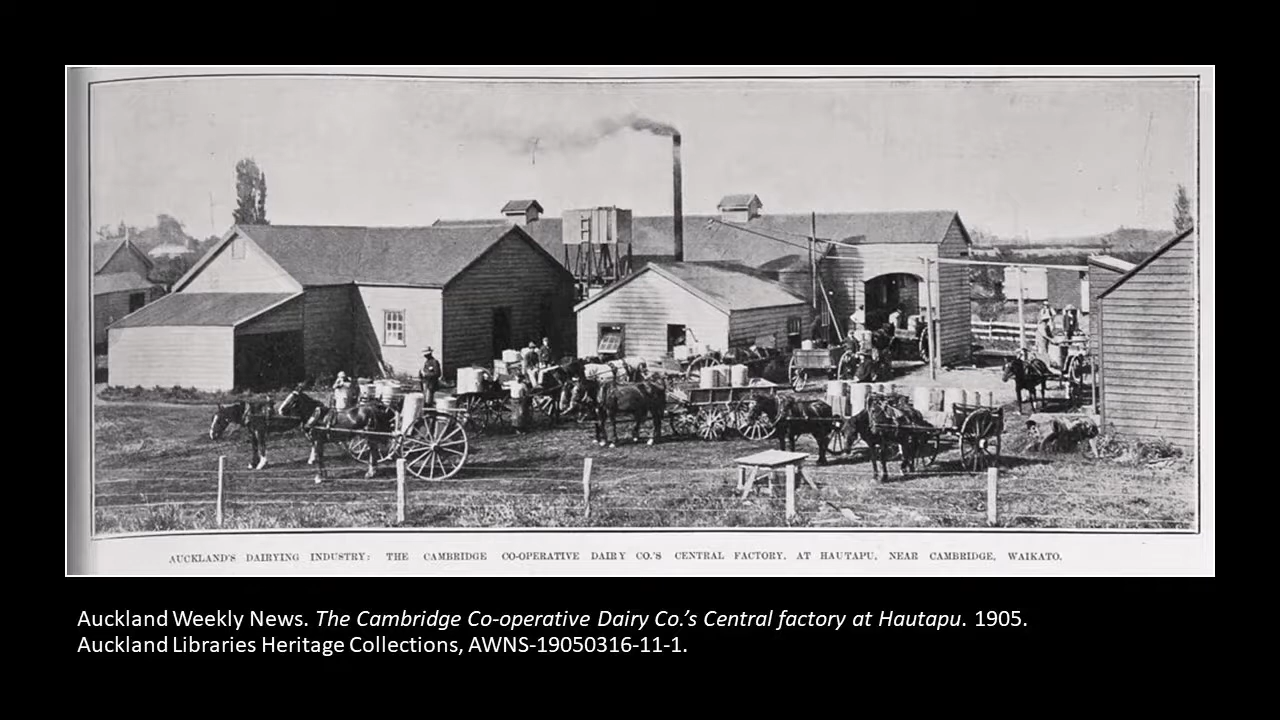 AUCKLAND'S DAIRYING INDUSTRY: THE CAMBRIDGE CO-OPERATIVE DAIRY CO.'S CENTRAL FACTORY, AT HAUTAPU, NEAR CAMBRIDGE, WAIKATO.
Auckland Weekly News. The Cambridge Co-operative Dairy Co.’s Central factory at Hautapu. 1905.
Auckland Libraries Heritage Collections, AWNS-19050316-11-1.